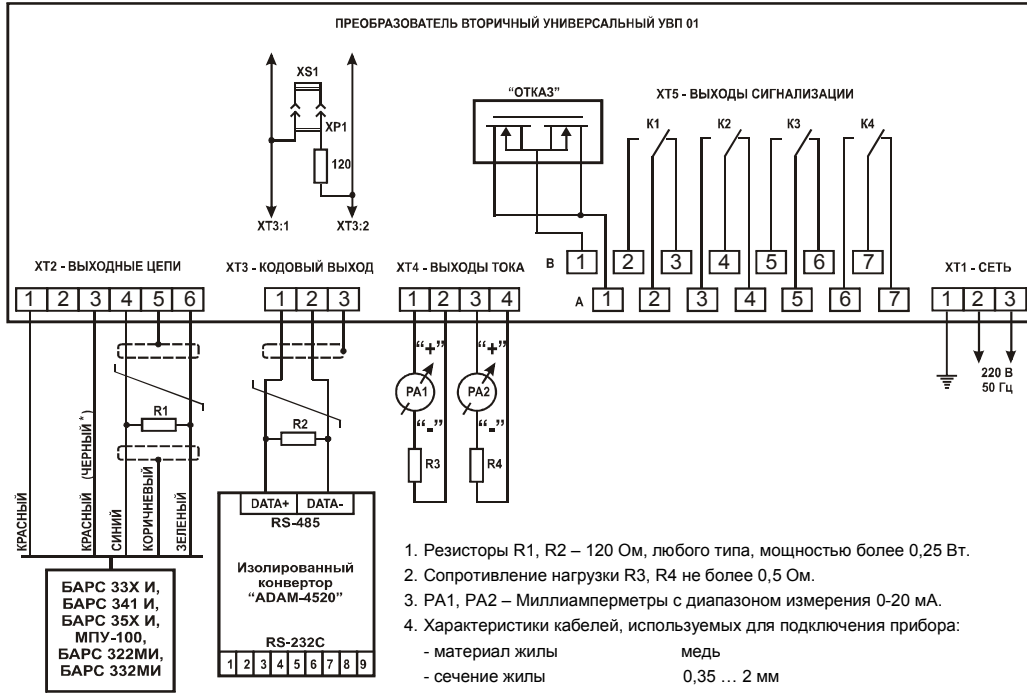 ПРЕОБРАЗОВАТЕЛЬ ВТОРИЧНЫЙ УНИВЕРСАЛЬНЫЙ УВП 01
XS1
XP1
120
XT3:1
XT3:2
"ОТКАЗ"
XT5 - ВЫХОДЫ СИГНАЛИЗАЦИИ
К1
К2
К3
К4
B 1 2 3 4 5 6 7
A 1 2 3 4 5 6 7
XT2 - ВЫХОДНЫЕ ЦЕПИ
1 2 3 4 5 6
XT3 - КОДОВЫЙ ВЫХОД
1 2 3
XT4 - ВЫХОДЫ ТОКА
1 2 3 4
XT1 - СЕТЬ
1 2 3
220 В
50 Гц
“+”
“+”
PA1
PA2
“-”
“-”
R3
R4
R1
R2
КРАСНЫЙ
КРАСНЫЙ (ЧЕРНЫЙ *)
СИНИЙ
КОРИЧНЕВЫЙ
ЗЕЛЕНЫЙ
БАРС 33Х И,
БАРС 341 И,
БАРС 35Х И,
МПУ-100,
БАРС 322МИ,
БАРС 332МИ
DATA+ DATA-
RS-485
Изолированный
конвертор
“ADAM-4520”
RS-232C
1 2 3 4 5 6 7 8 9
1. Резисторы R1, R2 – 120 Ом, любого типа, мощностью более 0,25 Вт.
2. Сопротивление нагрузки R3, R4 не более 0,5 Ом.
3. PA1, PA2 – Миллиамперметры с диапазоном измерения 0-20 мА.
4. Характеристики кабелей, используемых для подключения прибора:
- материал жилы медь
- сечение жилы 0,35 … 2 мм